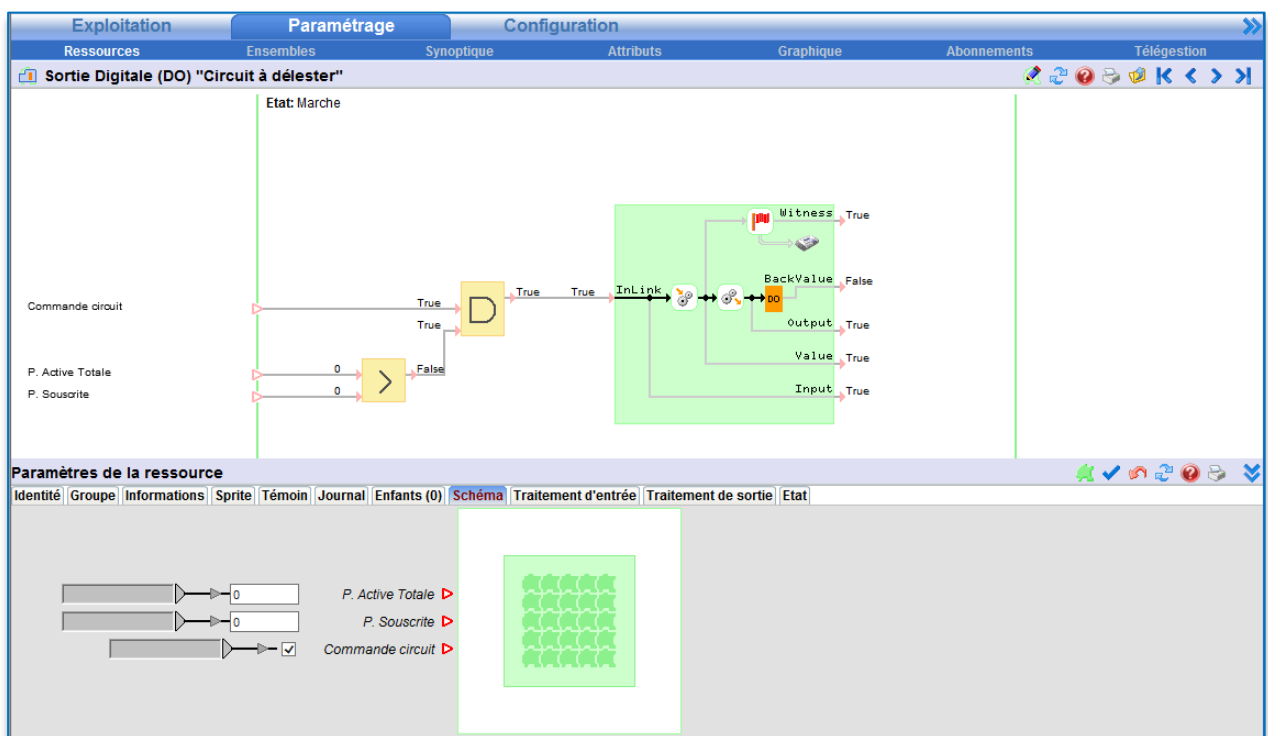 Exploitation Paramétrage Configuration
Ressources Ensembles Synoptique Attributs Graphique Abonnements Télégestion
Sortie Digitale (DO) "Circuit à délester"
Etat: Marche
Witness True
BackValue False
Commande circuit True True True InLink DO
True Output True
Value True
P. Active Totale 0 False
P. Souscrite 0 > Input True
Paramètres de la ressource
Identité Groupe Informations Sprite Témoin Journal Enfants (0) Schéma Traitement d'entrée Traitement de sortie Etat
0 P. Active Totale
0 P. Souscrite
Commande circuit